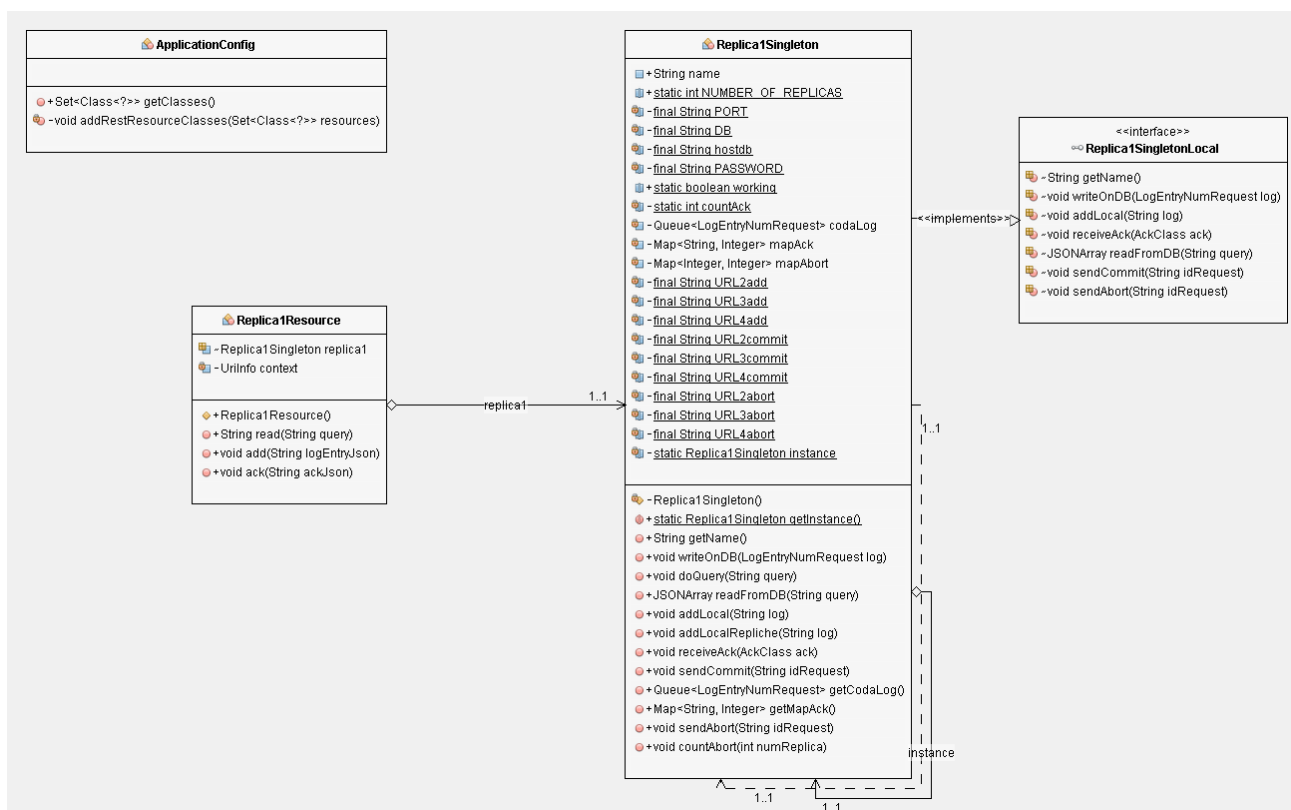 ApplicationConfig
+Set<Class<?>> getClasses()
-void addRestResourceClasses(Set<Class<?>> resources)
Replica1Resource
-Replica1Singleton replica1
-UriInfo context
+Replica1Resource()
+String read(String query)
+void add(String logEntryJson)
+void ack(String ackJson)
replica1
1..1
Replica1Singleton
+String name
+static int NUMBER_OF_REPLICAS
-final String PORT
-final String DB
-final String hostdb
-final String PASSWORD
+static boolean working
-static int countAck
-Queue<LogEntryNumRequest> codaLog
-Map<String, Integer> mapAck
-Map<Integer, Integer> mapAbort
-final String URL2add
-final String URL3add
-final String URL4add
-final String URL2commit
-final String URL3commit
-final String URL4commit
-final String URL2abort
-final String URL3abort
-final String URL4abort
-static Replica1Singleton instance
-Replica1Singleton()
+static Replica1Singleton getInstance()
+String getName()
+void writeOnDB(LogEntryNumRequest log)
+void doQuery(String query)
+JSONArray readFromDB(String query)
+void addLocal(String log)
+void addLocalRepliche(String log)
+void receiveAck(AckClass ack)
+void sendCommit(String idRequest)
+Queue<LogEntryNumRequest> getCodaLog()
+Map<String, Integer> getMapAck()
+void sendAbort(String idRequest)
+void countAbort(int numReplica)
<<implements>>
<<interface>>
Replica1SingletonLocal
~String getName()
~void writeOnDB(LogEntryNumRequest log)
~void addLocal(String log)
~void receiveAck(AckClass ack)
~JSONArray readFromDB(String query)
~void sendCommit(String idRequest)
~void sendAbort(String idRequest)
1..1
instance
1..1
1..1